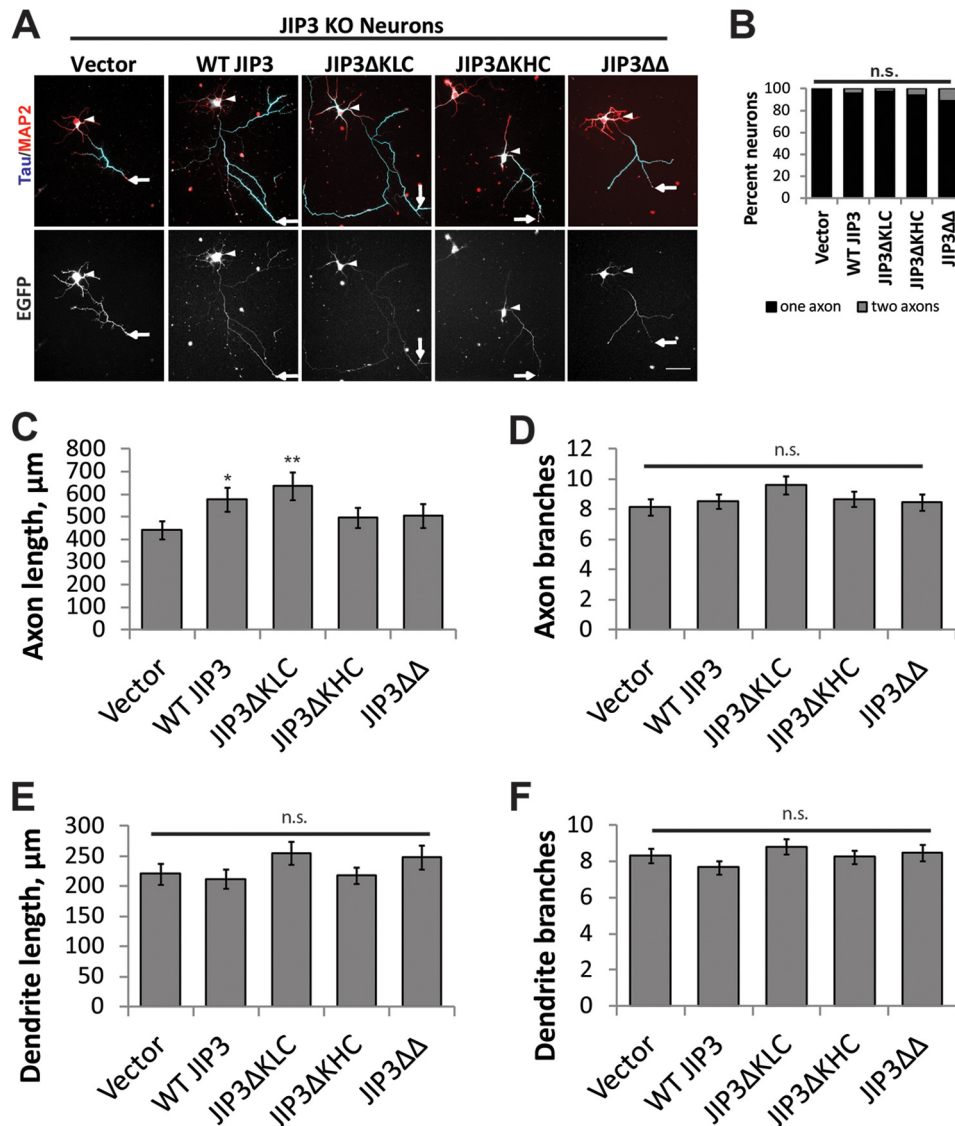 A
JIP3 KO Neurons
Vector WT JIP3 JIP3ΔKLC JIP3ΔKHC JIP3ΔΔ
Tau/MAP2
EGFP
B
n.s.
100
80
60
40
20
0
Percent neurons
Vector
WT JIP3
JIP3ΔKLC
JIP3ΔKHC
JIP3ΔΔ
one axon two axons
C
800
700
600
500
400
300
200
100
0
* **
Axon length, µm
Vector
WT JIP3
JIP3ΔKLC
JIP3ΔKHC
JIP3ΔΔ
D
n.s.
12
10
8
6
4
2
0
Axon branches
Vector
WT JIP3
JIP3ΔKLC
JIP3ΔKHC
JIP3ΔΔ
E
n.s.
300
250
200
150
100
50
0
Dendrite length, µm
Vector
WT JIP3
JIP3ΔKLC
JIP3ΔKHC
JIP3ΔΔ
F
n.s.
10
8
6
4
2
0
Dendrite branches
Vector
WT JIP3
JIP3ΔKLC
JIP3ΔKHC
JIP3ΔΔ